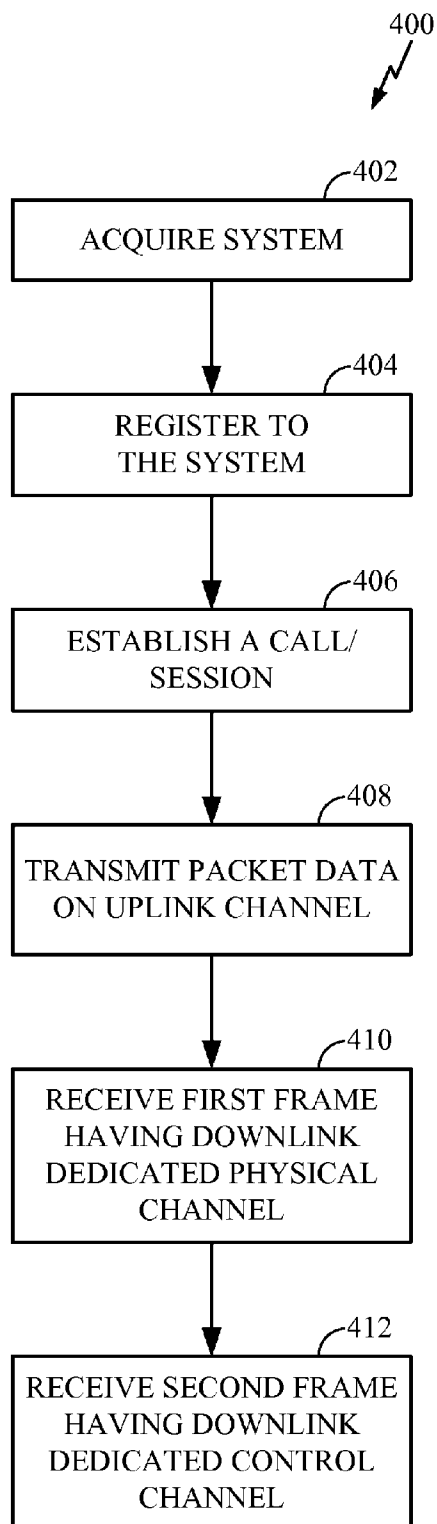 400
402
ACQUIRE SYSTEM
404
REGISTER TO
THE SYSTEM
406
ESTABLISH A CALL/
SESSION
408
TRANSMIT PACKET DATA
ON UPLINK CHANNEL
410
RECEIVE FIRST FRAME
HAVING DOWNLINK
DEDICATED PHYSICAL
CHANNEL
412
RECEIVE SECOND FRAME
HAVING DOWNLINK
DEDICATED CONTROL
CHANNEL